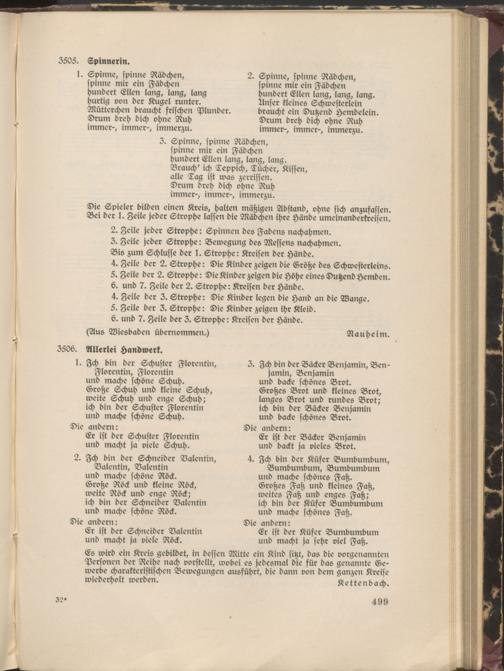 3505. Spinnerin.
1. Spinne, spinne Rädchen,
spinne mir ein Fädchen
hundert Ellen lang, lang, lang
hurtig von der Kugel runter.
Mütterchen braucht frischen Plunder.
Drum dreh dich ohne Ruh
immer-, immer-, immerzu.
2. Spinne, spinne Rädchen,
spinne mir ein Fädchen
hundert Ellen lang, lang, lang.
Unser kleines Schwesterlein
braucht ein Dutzend Hemdelein.
Drum dreh dich ohne Ruh
immer-, immer-, immerzu.
3. Spinne, spinne Rädchen,
spinne mir ein Fädchen
hundert Ellen lang, lang, lang.
Brauch' ich Teppich, Tücher, Kissen,
alle Tag ist was zerrissen.
Drum dreh dich ohne Ruh
immer-, immer-, immerzu.
Die Spieler bilden einen Kreis, halten mäßigen Abstand, ohne sich anzufassen.
Bei der 1. Zeile jeder Strophe lassen die Mädchen ihre Hände umeinanderkreisen.
2. Zeile jeder Strophe: Spinnen des Fadens nachahmen.
3. Zeile jeder Strophe: Bewegung des Messens nachahmen.
Bis zum Schlusse der 1. Strophe: Kreisen der Hände.
4. Zeile der 2. Strophe: Die Kinder zeigen die Größe des Schwesterleins.
5. Zeile der 2. Strophe: Die Kinder zeigen die Höhe eines Dutzend Hemden.
6. und 7. Zeile der 2. Strophe: Kreisen der Hände.
4. Zeile der 3. Strophe: Die Kinder legen die Hand an die Wange.
5. Zeile der 3. Strophe: Die Kinder zeigen ihr Kleid.
6. und 7. Zeile der 3. Strophe: Kreisen der Hände.
(Aus Wiesbaden übernommen.) Nauheim.
3506. Allerlei Handwerk.
1. Ich bin der Schuster Florentin,
Florentin, Florentin
und mache schöne Schuh.
Große Schuh und kleine Schuh,
weite Schuh und enge Schuh;
ich bin der Schuster Florentin
und mache schöne Schuh.
Die andern:
Er ist der Schuster Florentin
und macht ja viele Schuh.
2. Ich bin der Schneider Valentin,
Valentin, Valentin
und mache schöne Röck.
Große Röck und kleine Röck,
weite Röck und enge Röck;
ich bin der Schneider Valentin
und mache schöne Röck.
Die andern:
Er ist der Schneider Valentin
und macht ja viele Röck.
3. Ich bin der Bäcker Benjamin, Ben-
jamin, Benjamin
und backe schönes Brot.
Großes Brot und kleines Brot,
langes Brot und rundes Brot;
ich bin der Bäcker Benjamin
und backe schönes Brot.
Die andern:
Er ist der Bäcker Benjamin
und backt ja vieles Brot.
4. Ich bin der Küfer Bumbumbum,
Bumbumbum, Bumbumbum
und mache schönes Faß.
Großes Faß und kleines Faß,
weites Faß und enges Faß;
ich bin der Küfer Bumbumbum
und mache schönes Faß.
Die andern:
Er ist der Küfer Bumbumbum
und macht ja sehr viel Faß.
Es wird ein Kreis gebildet, in dessen Mitte ein Kind sitzt, das die vorgenannten
Personen der Reihe nach vorstellt, wobei es jedesmal die für das genannte Ge-
werbe charakteristischen Bewegungen ausführt, die dann von dem ganzen Kreise
wiederholt werden. Kettenbach.
32*
499